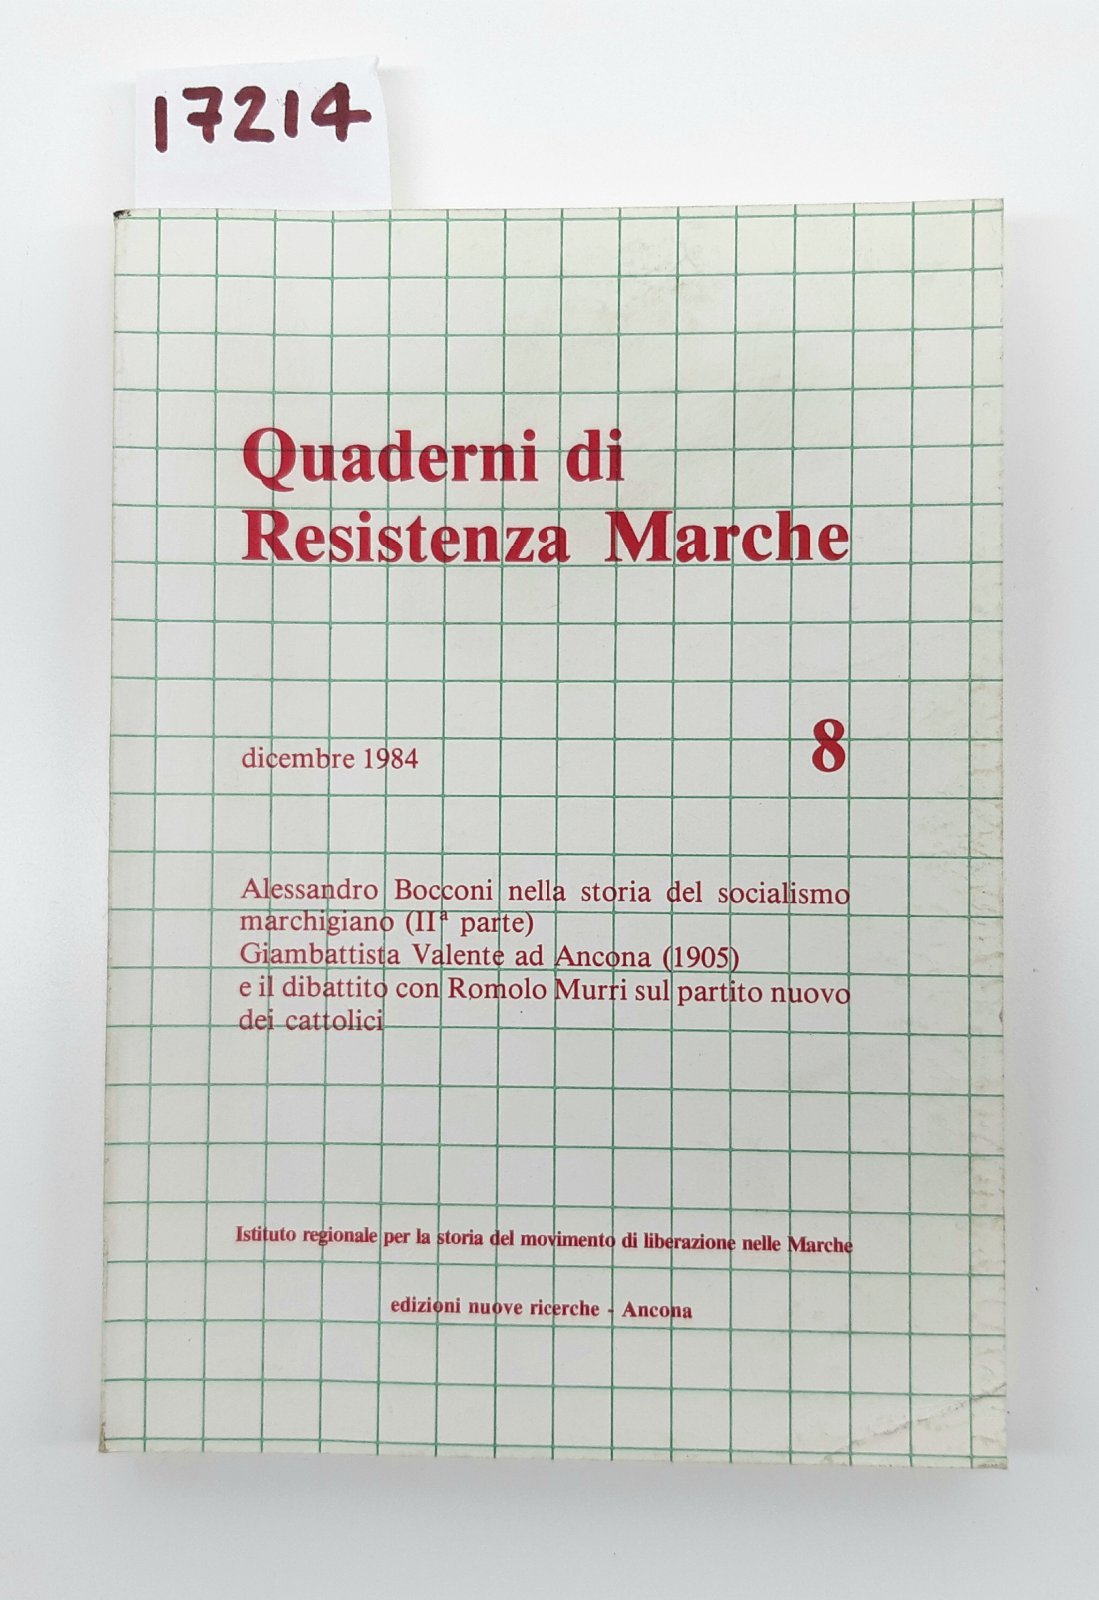 17214
Quaderni di
Resistenza Marche
8
dicembre 1984
Alessandro Bocconi nella storia del socialismo
marchigiano (IIª parte)
Giambattista Valente ad Ancona (1905)
e il dibattito con Romolo Murri sul partito nuovo
dei cattolici
Istituto regionale per la storia del movimento di liberazione nelle Marche
edizioni nuove ricerche - Ancona